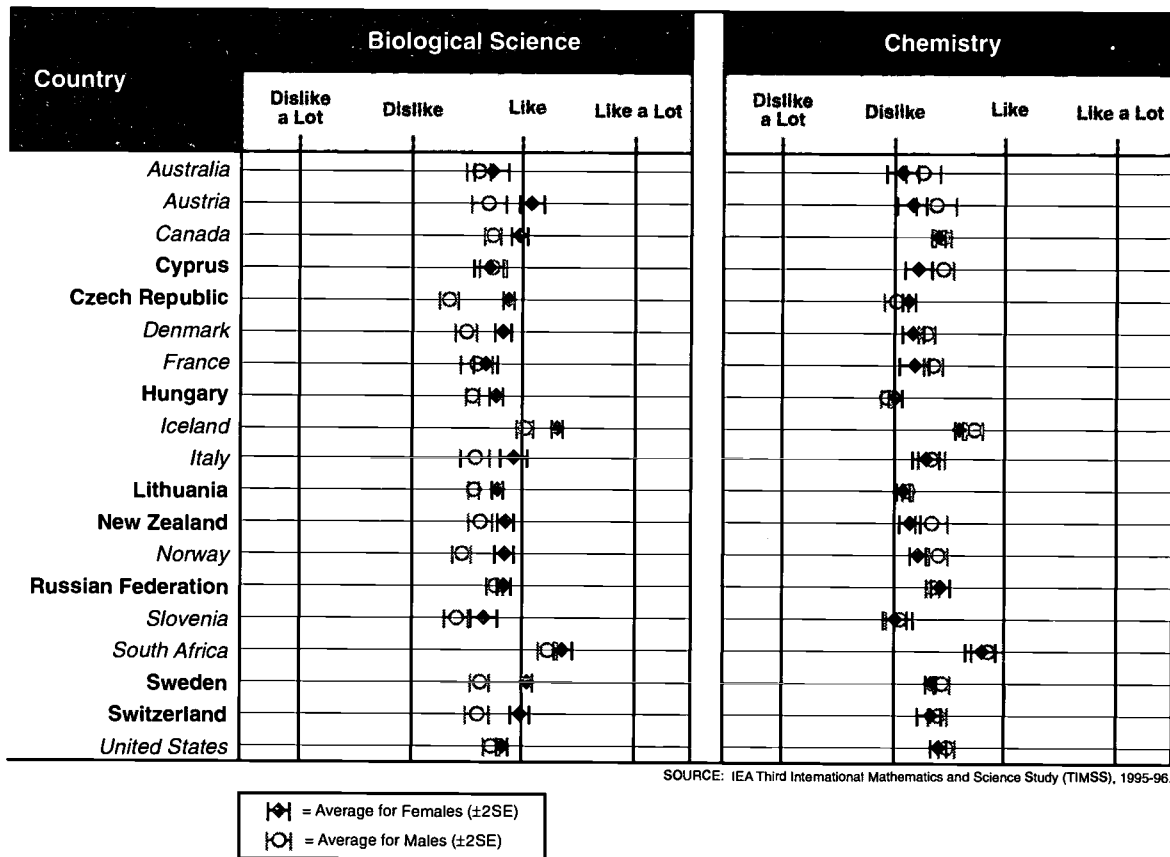 Country
Biological Science
Chemistry
Dislike a Lot
Dislike
Like
Like a Lot
Dislike a Lot
Dislike
Like
Like a Lot
Australia
Austria
Canada
Cyprus
Czech Republic
Denmark
France
Hungary
Iceland
Italy
Lithuania
New Zealand
Norway
Russian Federation
Slovenia
South Africa
Sweden
Switzerland
United States
SOURCE: IEA Third International Mathematics and Science Study (TIMSS), 1995-96.
= Average for Females (±2SE)
= Average for Males (±2SE)